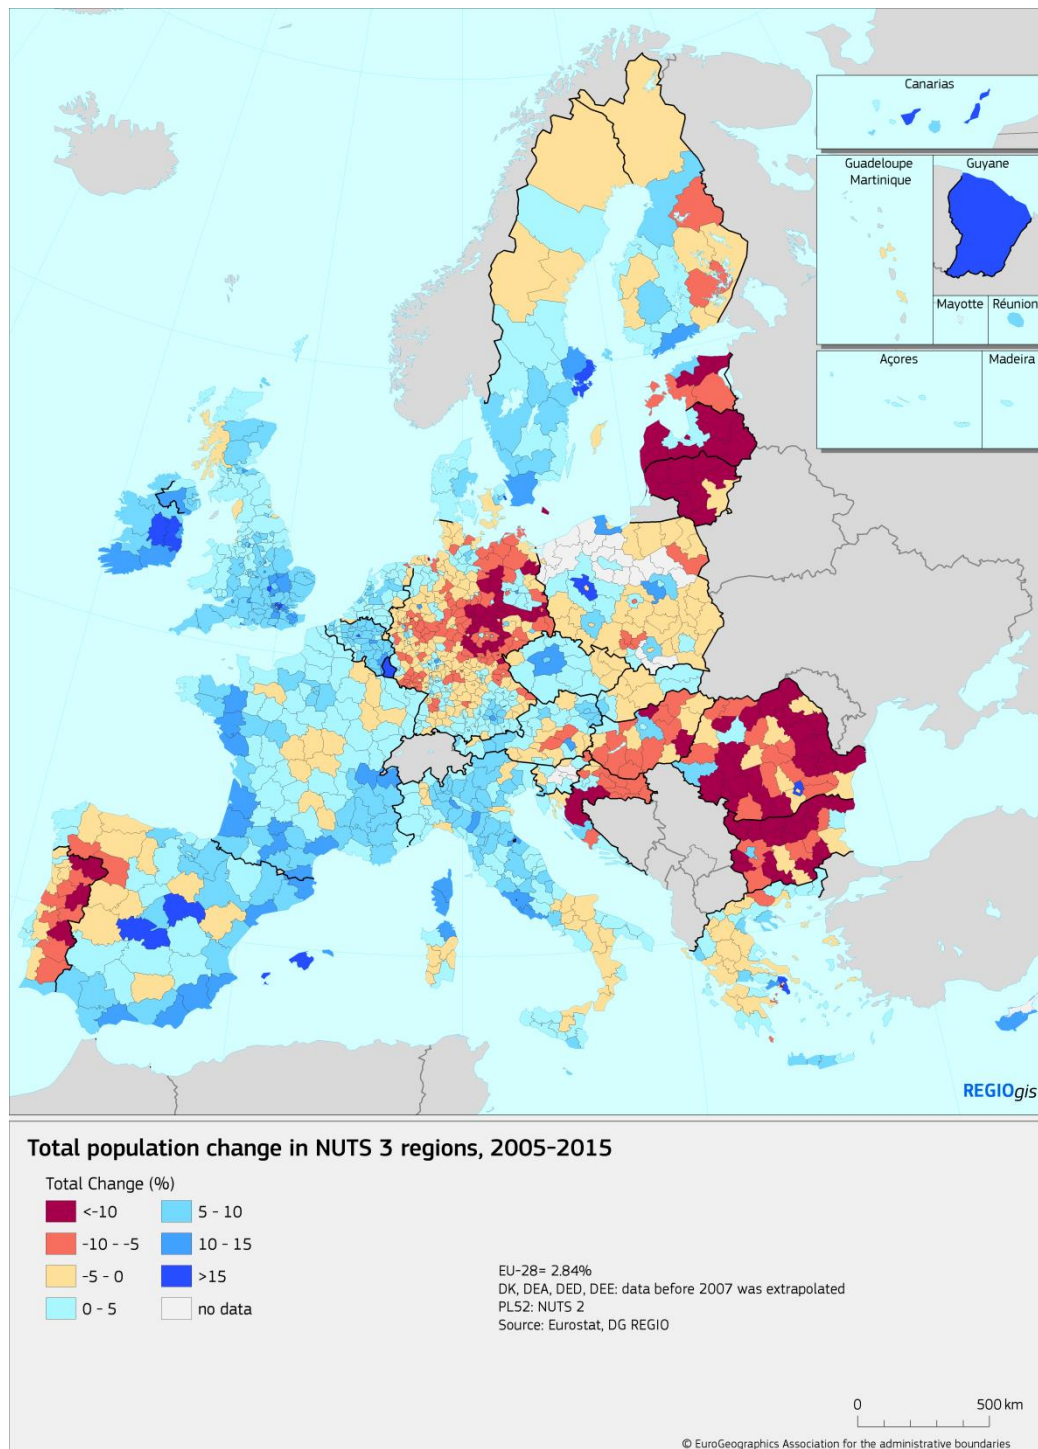 Canarias
Guadeloupe
Martinique
Guyane
Mayotte
Réunion
Açores
Madeira
REGIOgis
Total population change in NUTS 3 regions, 2005-2015
Total Change (%)
<-10
5 - 10
-10 - -5
10 - 15
-5 - 0
>15
0 - 5
no data
EU-28= 2.84%
DK, DEA, DED, DEE: data before 2007 was extrapolated
PL52: NUTS 2
Source: Eurostat, DG REGIO
0 500 km
© EuroGeographics Association for the administrative boundaries